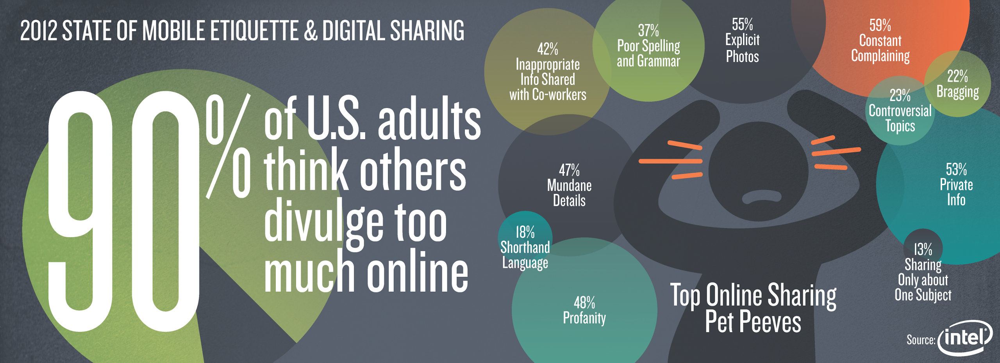 2012 STATE OF MOBILE ETIQUETTE & DIGITAL SHARING
90%
of U.S. adults
think others
divulge too
much online
42%
Inappropriate
Info Shared
with Co-workers
37%
Poor Spelling
and Grammar
55%
Explicit
Photos
59%
Constant
Complaining
22%
Bragging
23%
Controversial
Topics
47%
Mundane
Details
53%
Private
Info
18%
Shorthand
Language
13%
Sharing
Only about
One Subject
48%
Profanity
Top Online Sharing
Pet Peeves
Source: intel®